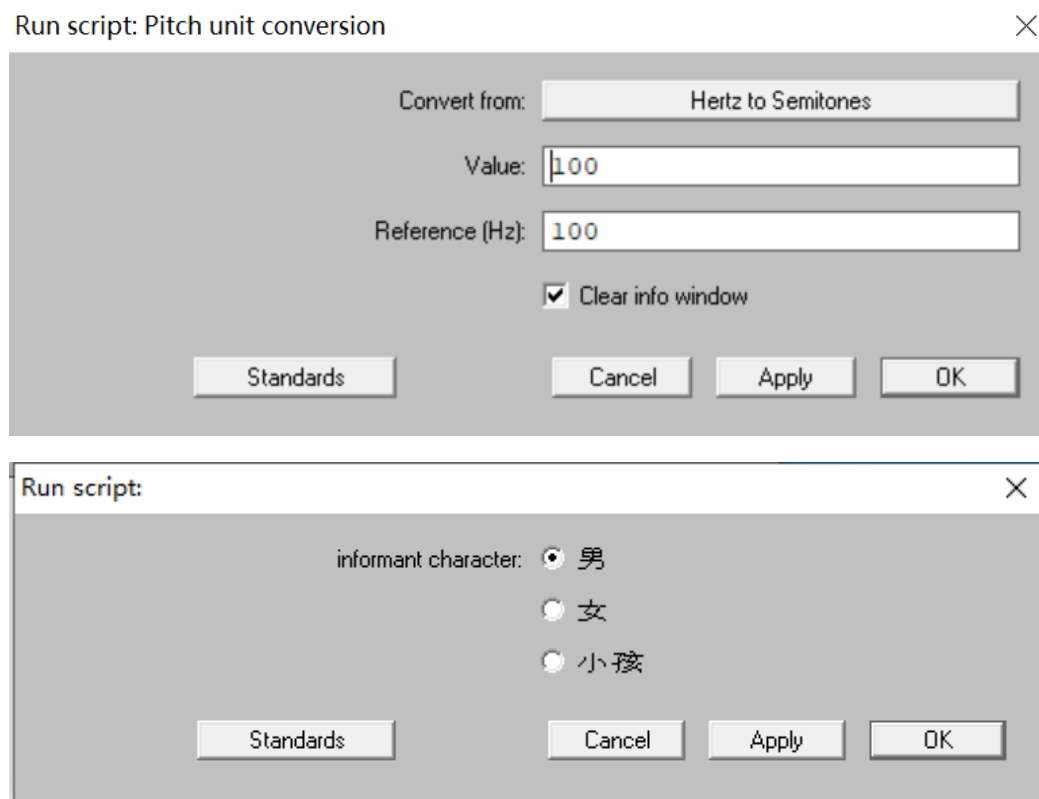 Run script: Pitch unit conversion
Convert from: Hertz to Semitones
Value: 100
Reference (Hz): 100
Clear info window
Standards Cancel Apply OK
Run script:
informant character: 男
女
小孩
Standards Cancel Apply OK